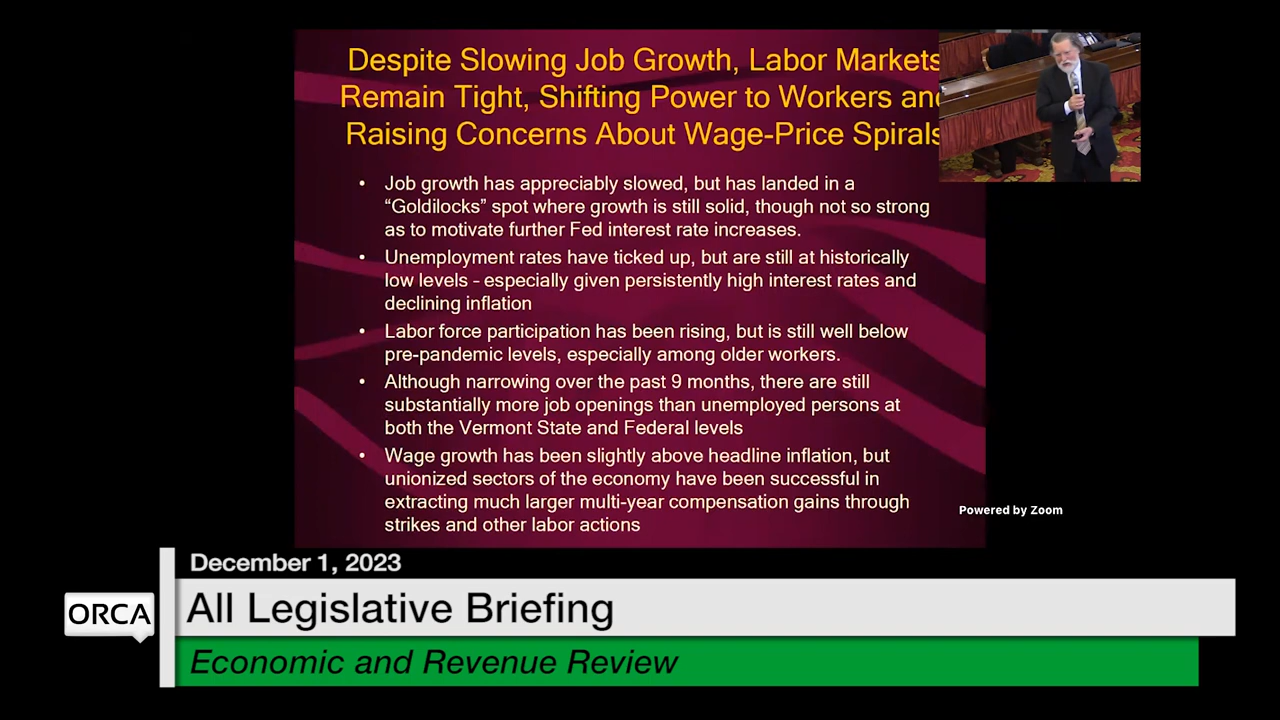 Despite Slowing Job Growth, Labor Markets
Remain Tight, Shifting Power to Workers and
Raising Concerns About Wage-Price Spirals
• Job growth has appreciably slowed, but has landed in a
“Goldilocks” spot where growth is still solid, though not so strong
as to motivate further Fed interest rate increases.
• Unemployment rates have ticked up, but are still at historically
low levels - especially given persistently high interest rates and
declining inflation
• Labor force participation has been rising, but is still well below
pre-pandemic levels, especially among older workers.
• Although narrowing over the past 9 months, there are still
substantially more job openings than unemployed persons at
both the Vermont State and Federal levels
• Wage growth has been slightly above headline inflation, but
unionized sectors of the economy have been successful in
extracting much larger multi-year compensation gains through
strikes and other labor actions
Powered by Zoom
December 1, 2023
ORCA
All Legislative Briefing
Economic and Revenue Review